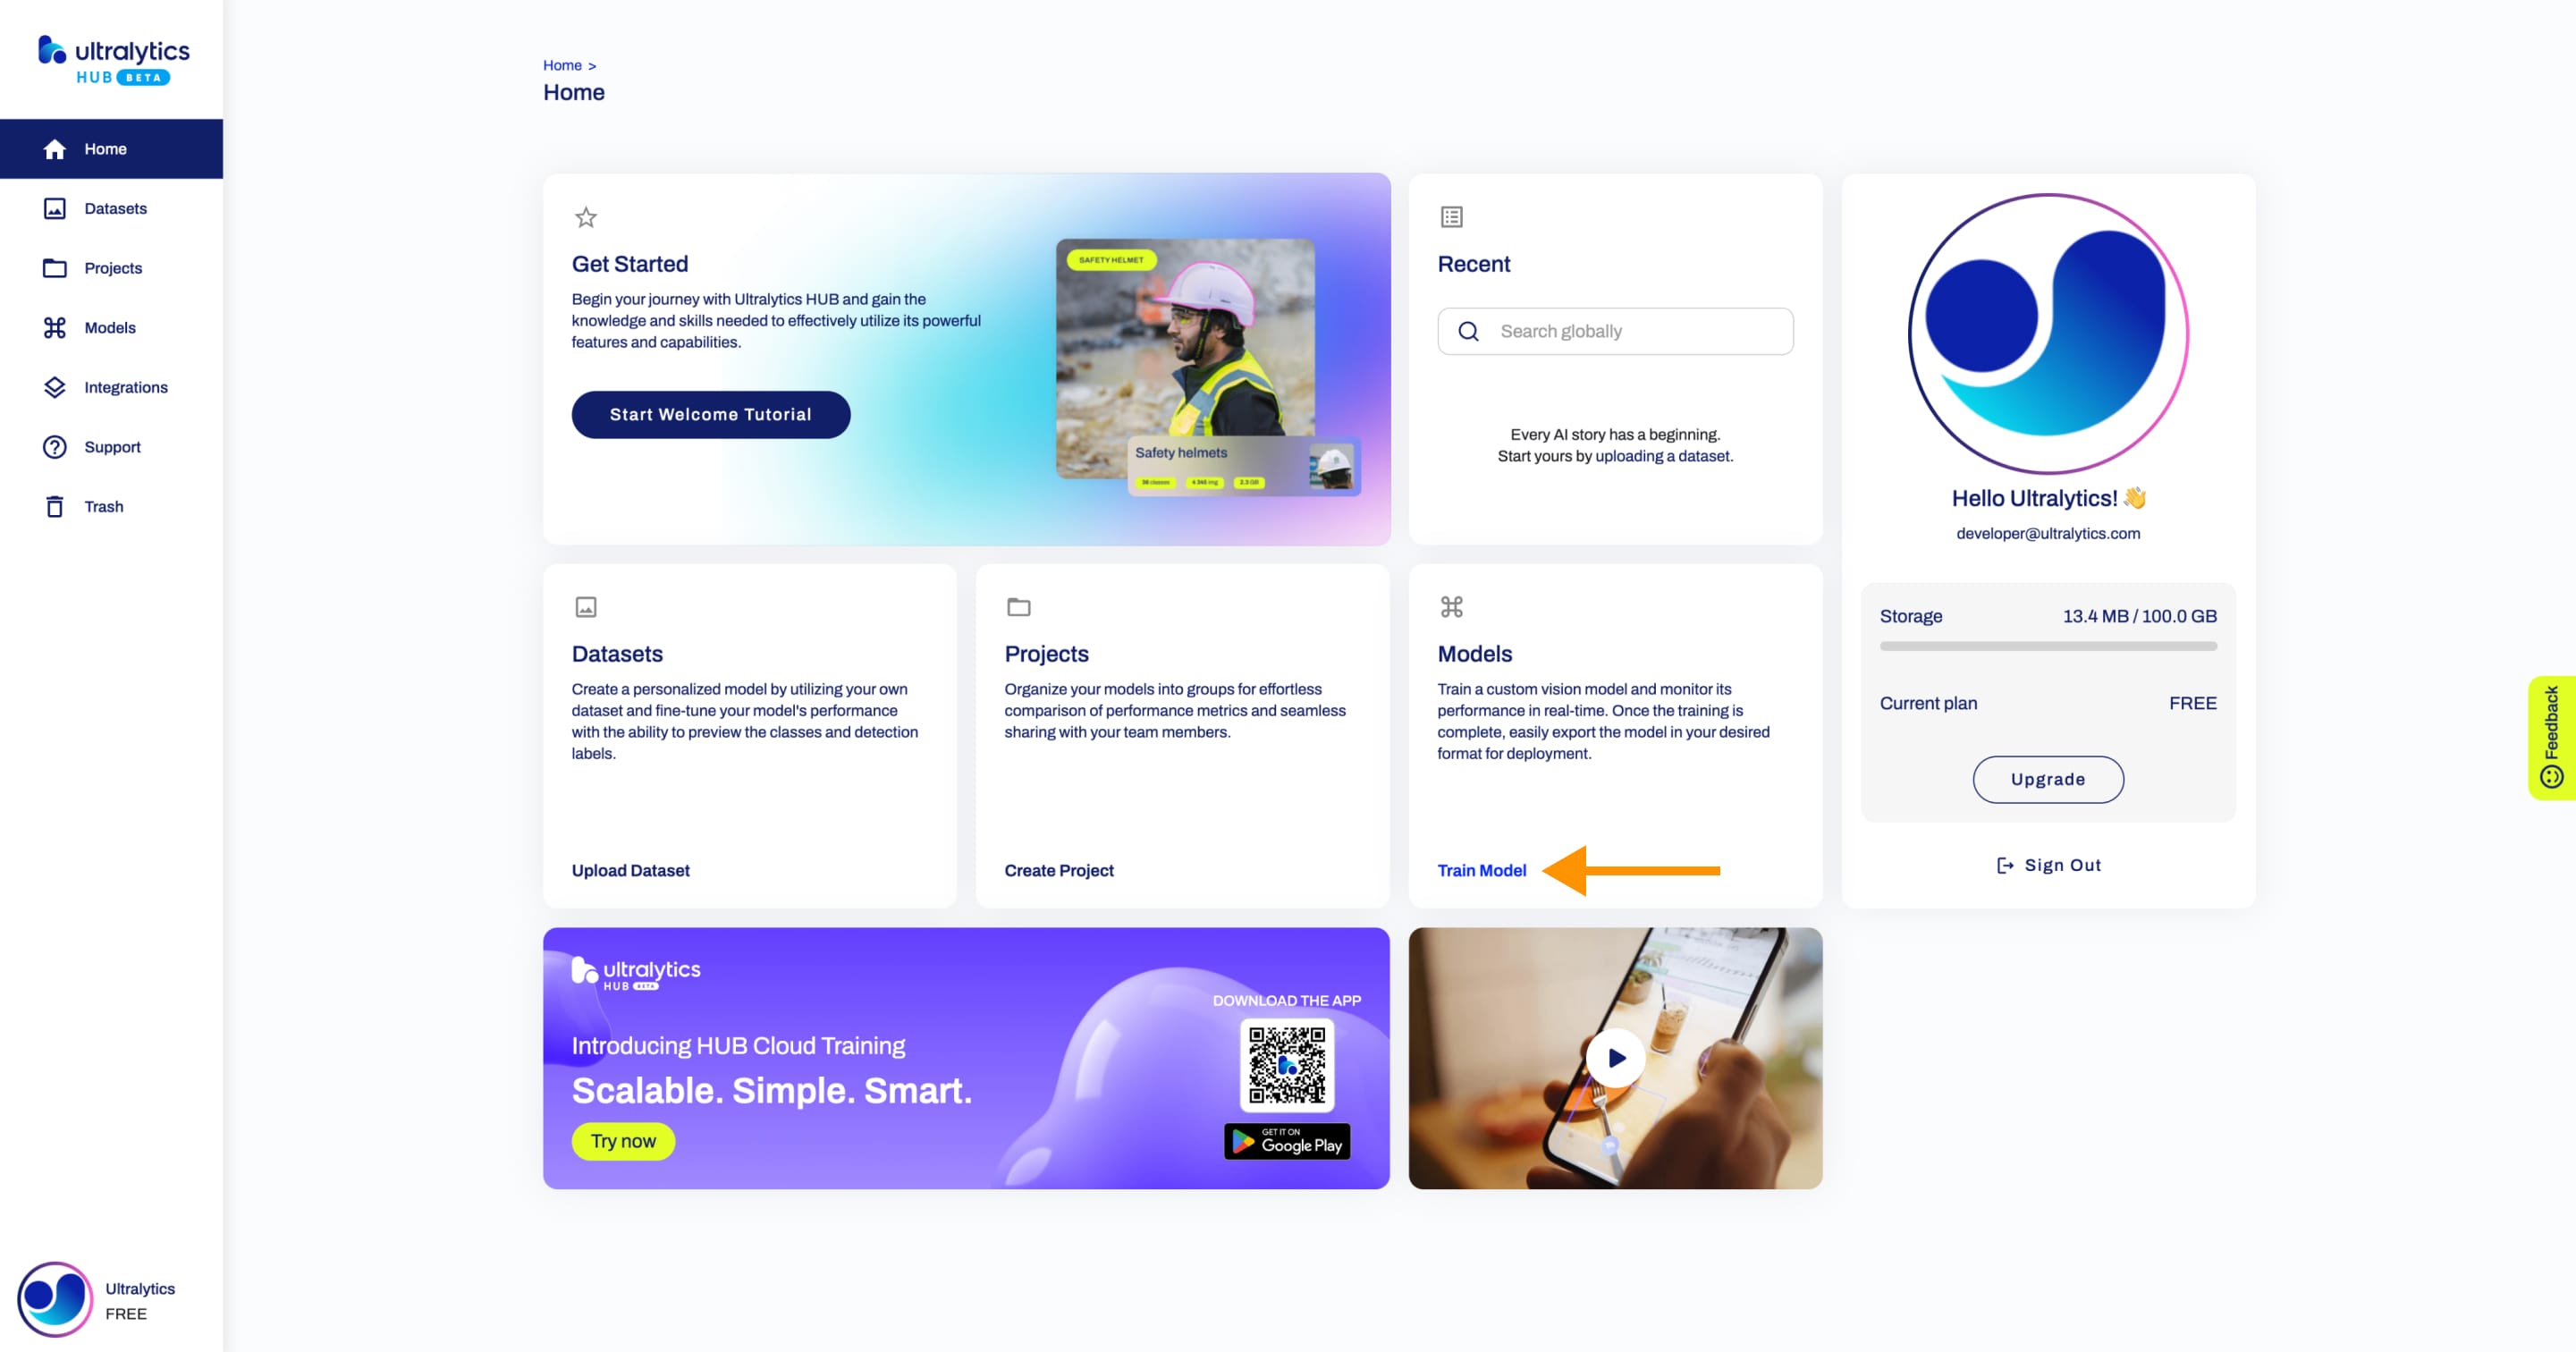 ultralytics
HUB BETA
Home
Datasets
Projects
Models
Integrations
Support
Trash
Ultralytics
FREE
Home >
Home
Get Started
Begin your journey with Ultralytics HUB and gain the
knowledge and skills needed to effectively utilize its powerful
features and capabilities.
Start Welcome Tutorial
SAFETY HELMET
Safety helmets
36 classes 4 345 img 2.3 GB
Recent
Search globally
Every AI story has a beginning.
Start yours by uploading a dataset.
Hello Ultralytics! 👋
developer@ultralytics.com
Storage 13.4 MB / 100.0 GB
Current plan FREE
Upgrade
Sign Out
Datasets
Create a personalized model by utilizing your own
dataset and fine-tune your model's performance
with the ability to preview the classes and detection
labels.
Upload Dataset
Projects
Organize your models into groups for effortless
comparison of performance metrics and seamless
sharing with your team members.
Create Project
Models
Train a custom vision model and monitor its
performance in real-time. Once the training is
complete, easily export the model in your desired
format for deployment.
Train Model
ultralytics
HUB BETA
Introducing HUB Cloud Training
Scalable. Simple. Smart.
Try now
DOWNLOAD THE APP
GET IT ON
Google Play
Feedback